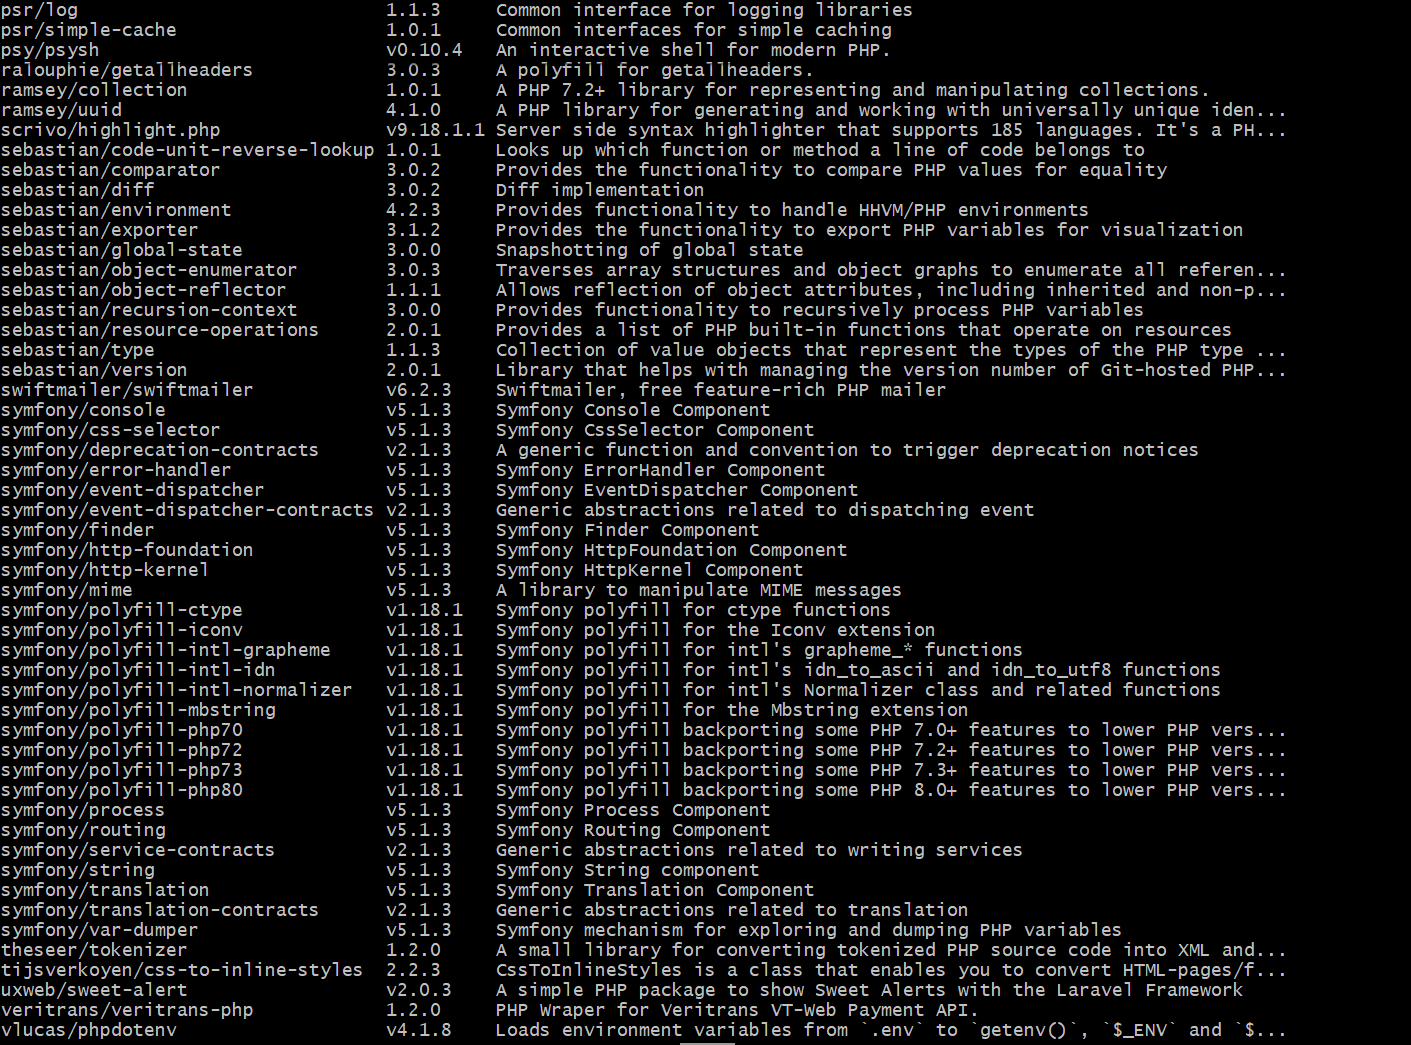 psr/log 1.1.3 Common interface for logging libraries
psr/simple-cache 1.0.1 Common interfaces for simple caching
psy/psysh v0.10.4 An interactive shell for modern PHP.
ralouphie/getallheaders 3.0.3 A polyfill for getallheaders.
ramsey/collection 1.0.1 A PHP 7.2+ library for representing and manipulating collections.
ramsey/uuid 4.1.0 A PHP library for generating and working with universally unique iden...
scrivo/highlight.php v9.18.1.1 Server side syntax highlighter that supports 185 languages. It's a PH...
sebastian/code-unit-reverse-lookup 1.0.1 Looks up which function or method a line of code belongs to
sebastian/comparator 3.0.2 Provides the functionality to compare PHP values for equality
sebastian/diff 3.0.2 Diff implementation
sebastian/environment 4.2.3 Provides functionality to handle HHVM/PHP environments
sebastian/exporter 3.1.2 Provides the functionality to export PHP variables for visualization
sebastian/global-state 3.0.0 Snapshotting of global state
sebastian/object-enumerator 3.0.3 Traverses array structures and object graphs to enumerate all referen...
sebastian/object-reflector 1.1.1 Allows reflection of object attributes, including inherited and non-p...
sebastian/recursion-context 3.0.0 Provides functionality to recursively process PHP variables
sebastian/resource-operations 2.0.1 Provides a list of PHP built-in functions that operate on resources
sebastian/type 1.1.3 Collection of value objects that represent the types of the PHP type ...
sebastian/version 2.0.1 Library that helps with managing the version number of Git-hosted PHP...
swiftmailer/swiftmailer v6.2.3 Swiftmailer, free feature-rich PHP mailer
symfony/console v5.1.3 Symfony Console Component
symfony/css-selector v5.1.3 Symfony CssSelector Component
symfony/deprecation-contracts v2.1.3 A generic function and convention to trigger deprecation notices
symfony/error-handler v5.1.3 Symfony ErrorHandler Component
symfony/event-dispatcher v5.1.3 Symfony EventDispatcher Component
symfony/event-dispatcher-contracts v2.1.3 Generic abstractions related to dispatching event
symfony/finder v5.1.3 Symfony Finder Component
symfony/http-foundation v5.1.3 Symfony HttpFoundation Component
symfony/http-kernel v5.1.3 Symfony HttpKernel Component
symfony/mime v5.1.3 A library to manipulate MIME messages
symfony/polyfill-ctype v1.18.1 Symfony polyfill for ctype functions
symfony/polyfill-iconv v1.18.1 Symfony polyfill for the Iconv extension
symfony/polyfill-intl-grapheme v1.18.1 Symfony polyfill for intl's grapheme_* functions
symfony/polyfill-intl-idn v1.18.1 Symfony polyfill for intl's idn_to_ascii and idn_to_utf8 functions
symfony/polyfill-intl-normalizer v1.18.1 Symfony polyfill for intl's Normalizer class and related functions
symfony/polyfill-mbstring v1.18.1 Symfony polyfill for the Mbstring extension
symfony/polyfill-php70 v1.18.1 Symfony polyfill backporting some PHP 7.0+ features to lower PHP vers...
symfony/polyfill-php72 v1.18.1 Symfony polyfill backporting some PHP 7.2+ features to lower PHP vers...
symfony/polyfill-php73 v1.18.1 Symfony polyfill backporting some PHP 7.3+ features to lower PHP vers...
symfony/polyfill-php80 v1.18.1 Symfony polyfill backporting some PHP 8.0+ features to lower PHP vers...
symfony/process v5.1.3 Symfony Process Component
symfony/routing v5.1.3 Symfony Routing Component
symfony/service-contracts v2.1.3 Generic abstractions related to writing services
symfony/string v5.1.3 Symfony String component
symfony/translation v5.1.3 Symfony Translation Component
symfony/translation-contracts v2.1.3 Generic abstractions related to translation
symfony/var-dumper v5.1.3 Symfony mechanism for exploring and dumping PHP variables
theseer/tokenizer 1.2.0 A small library for converting tokenized PHP source code into XML and...
tijsverkoyen/css-to-inline-styles 2.2.3 CssToInlineStyles is a class that enables you to convert HTML-pages/f...
uxweb/sweet-alert v2.0.3 A simple PHP package to show Sweet Alerts with the Laravel Framework
veritrans/veritrans-php 1.2.0 PHP Wraper for Veritrans VT-Web Payment API.
vlucas/phpdotenv v4.1.8 Loads environment variables from `.env` to `getenv()`, `$_ENV` and `$...